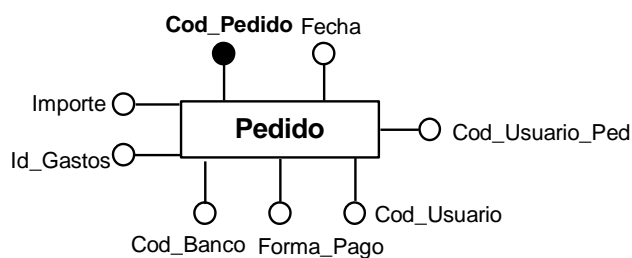 Cod_Pedido Fecha
Importe
Pedido
Cod_Usuario_Ped
Id_Gastos
Cod_Usuario
Cod_Banco Forma_Pago